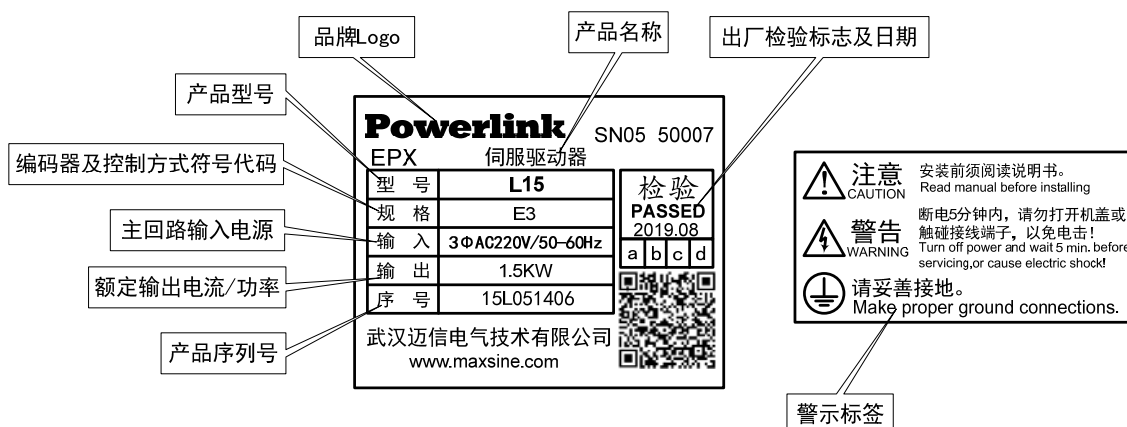 品牌Logo
产品名称
出厂检验标志及日期
产品型号
编码器及控制方式符号代码
主回路输入电源
额定输出电流/功率
产品序列号
Powerlink
SN05 50007
EPX
伺服驱动器
型 号 L15
规 格 E3
输 入 3ΦAC220V/50-60Hz
输 出 1.5KW
序 号 15L051406
检验
PASSED
2019.08
a b c d
武汉迈信电气技术有限公司
www.maxsine.com
注意
CAUTION
安装前须阅读说明书。
Read manual before installing
警告
WARNING
断电5分钟内，请勿打开机盖或
触碰接线端子，以免电击！
Turn off power and wait 5 min. before
servicing,or cause electric shock!
请妥善接地。
Make proper ground connections.
警示标签